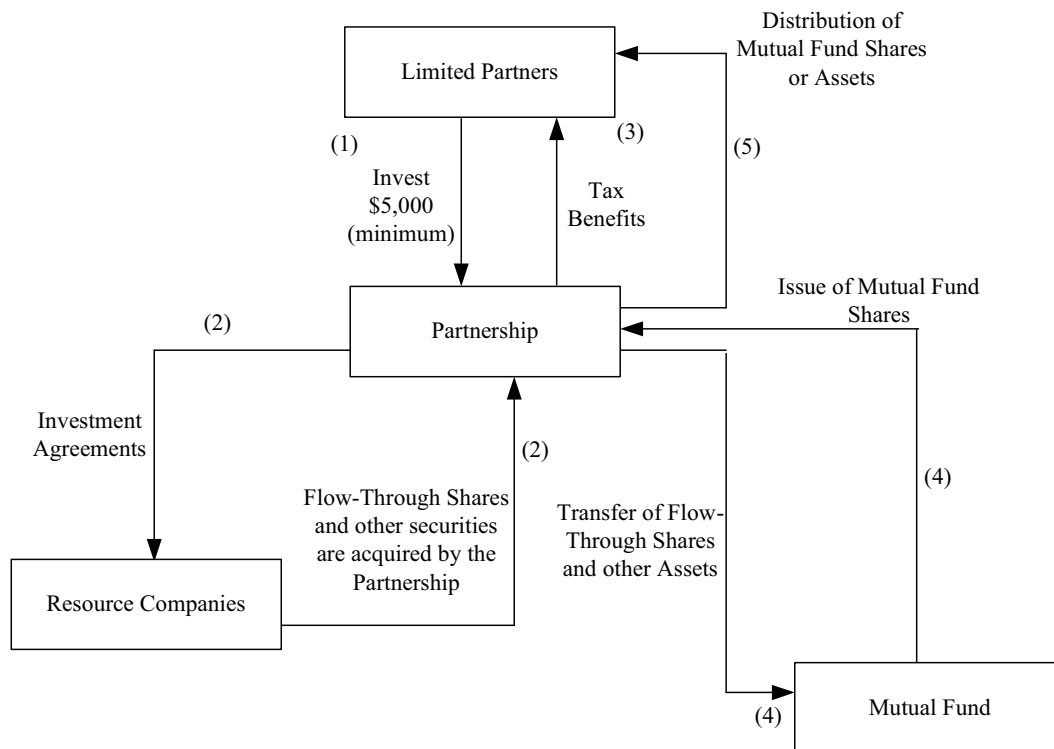 Distribution of
Mutual Fund Shares
or Assets
Limited Partners
(1)
(3)
(5)
Invest
$5,000
(minimum)
Tax
Benefits
Issue of Mutual Fund
Shares
(2)
Partnership
Investment
Agreements
(2)
(4)
Flow-Through Shares
and other securities
are acquired by the
Partnership
Transfer of Flow-
Through Shares
and other Assets
Resource Companies
(4)
Mutual Fund